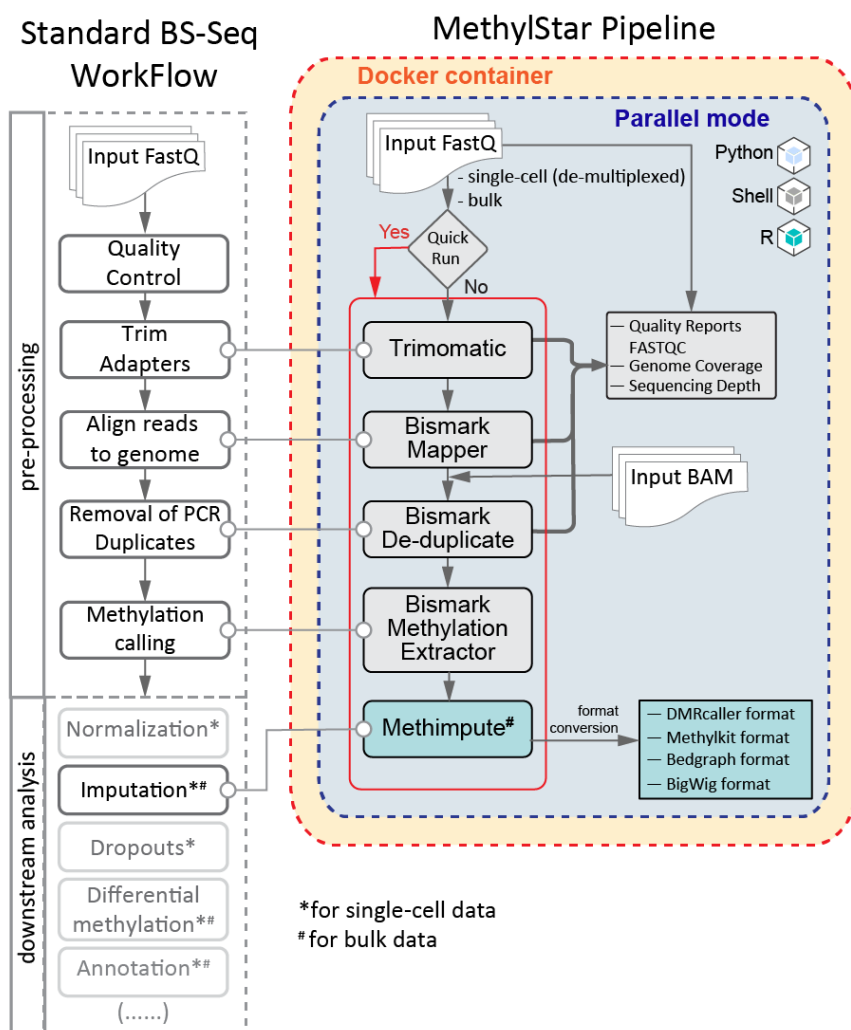 Standard BS-Seq
WorkFlow
MethylStar Pipeline
Docker container
Parallel mode
Input FastQ
Quality
Control
Trim
Adapters
Align reads
to genome
Removal of PCR
Duplicates
Methylation
calling
pre-processing
Normalization*
Imputation*#
Dropouts*
Differential
methylation*#
Annotation*#
(......)
downstream analysis
Input FastQ
- single-cell (de-multiplexed)
- bulk
Python
Shell
R
Quick
Run
Yes
No
Trimomatic
Bismark
Mapper
Bismark
De-duplicate
Bismark
Methylation
Extractor
Methimpute#
— Quality Reports
FASTQC
— Genome Coverage
— Sequencing Depth
Input BAM
format
conversion
— DMRcaller format
— Methylkit format
— Bedgraph format
— BigWig format
*for single-cell data
# for bulk data